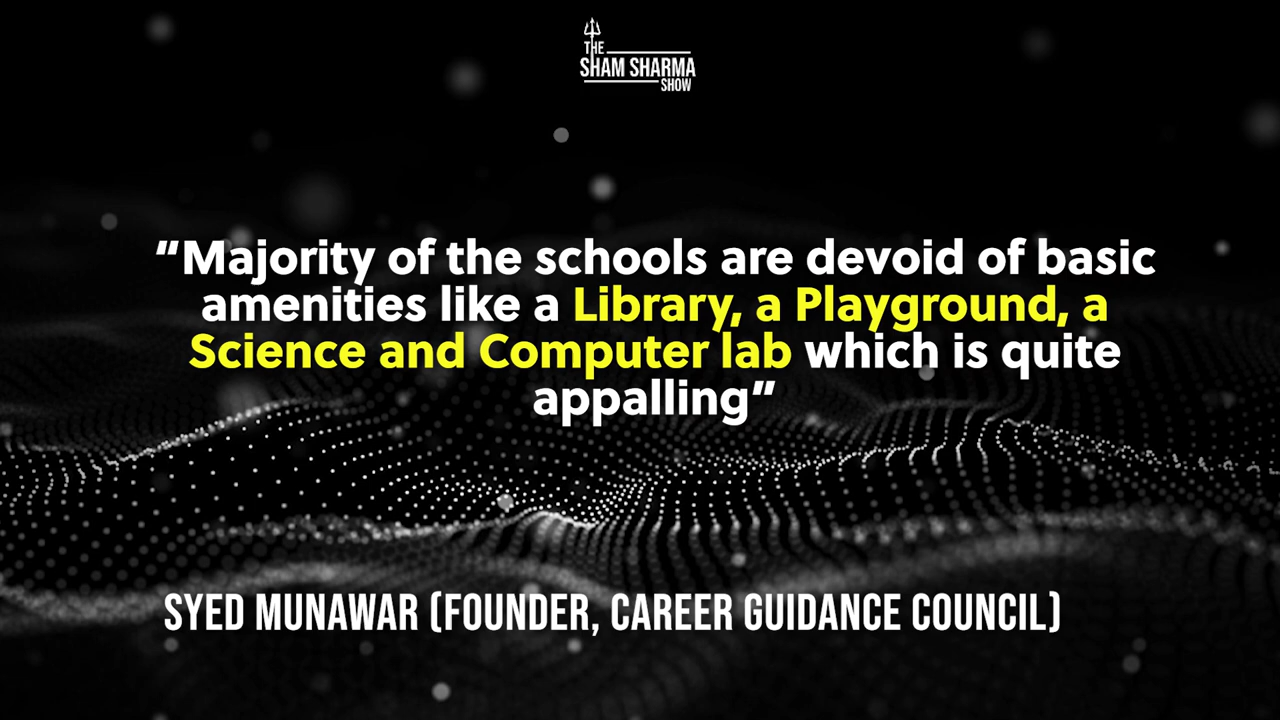 THE
SHAM SHARMA
SHOW
“Majority of the schools are devoid of basic
amenities like a Library, a Playground, a
Science and Computer lab which is quite
appalling”
SYED MUNAWAR (FOUNDER, CAREER GUIDANCE COUNCIL)